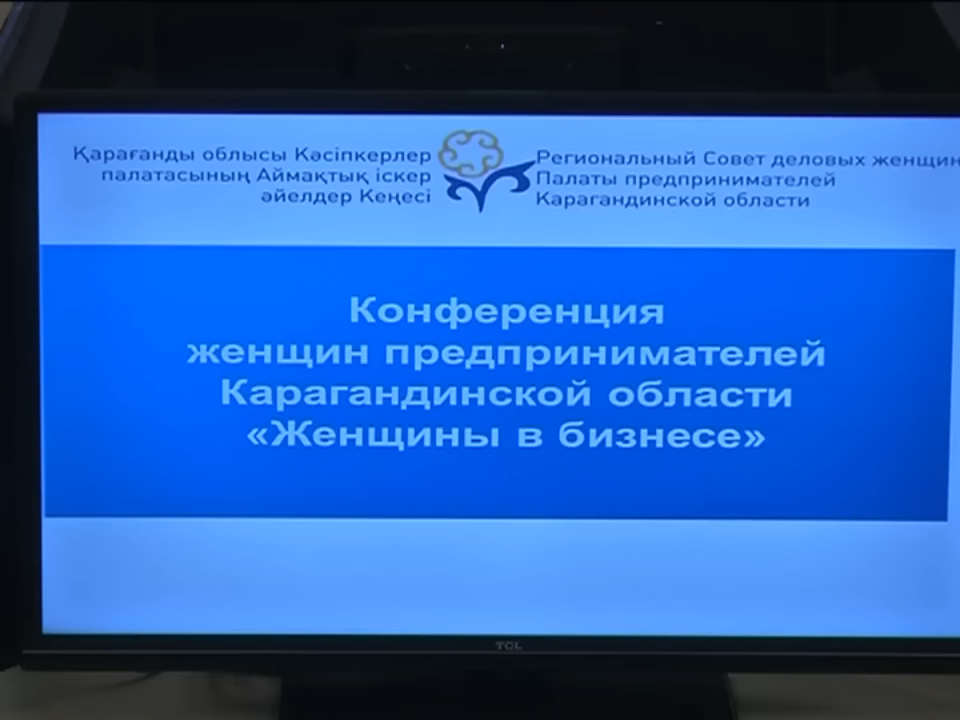 Қарағанды облысы Кәсіпкерлер
палатасының Аймақтық іскер
әйелдер Кеңесі
Региональный Совет деловых женщин
Палаты предпринимателей
Карагандинской области
Конференция
женщин предпринимателей
Карагандинской области
«Женщины в бизнесе»
TCL